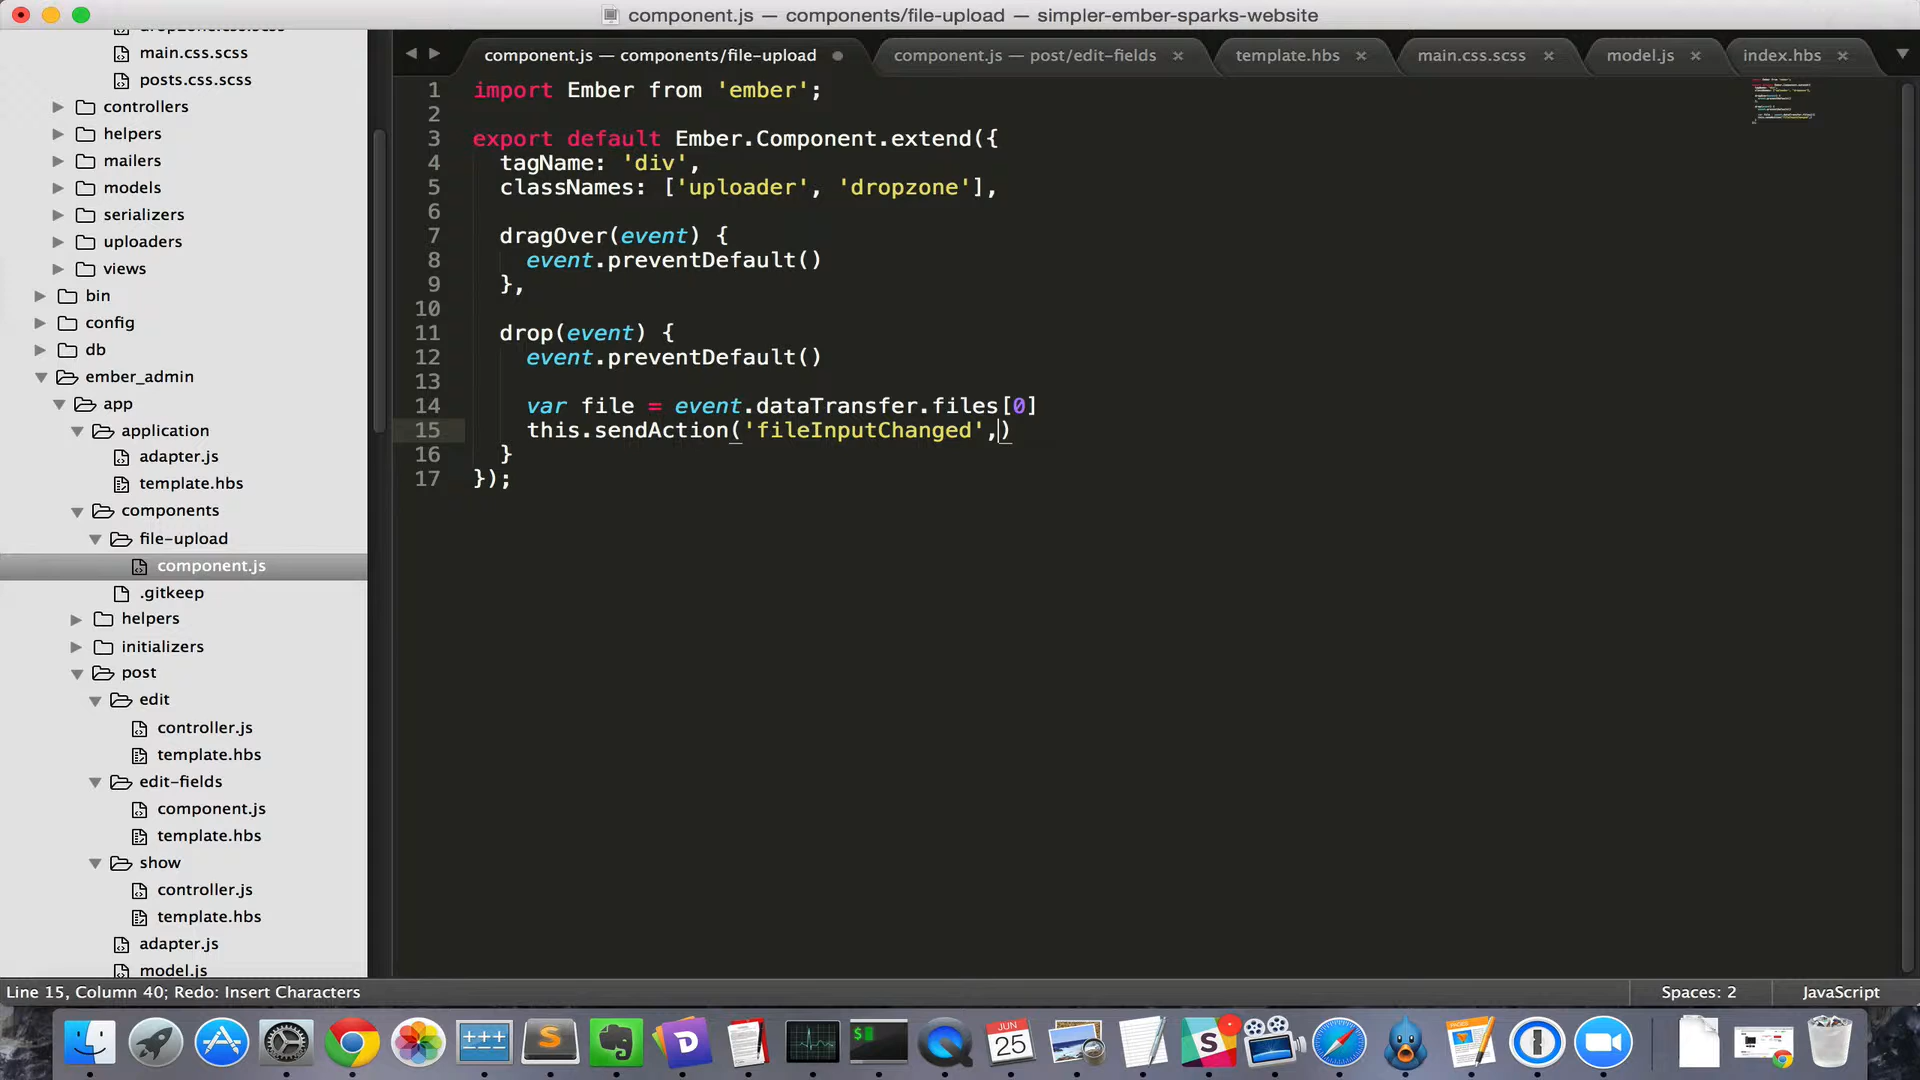 component.js — components/file-upload — simpler-ember-sparks-website
main.css.scss
posts.css.scss
controllers
helpers
mailers
models
serializers
uploaders
views
bin
config
db
ember_admin
app
application
adapter.js
template.hbs
components
file-upload
component.js
.gitkeep
helpers
initializers
post
edit
controller.js
template.hbs
edit-fields
component.js
template.hbs
show
controller.js
template.hbs
adapter.js
model.js
component.js — components/file-upload
component.js — post/edit-fields
template.hbs
main.css.scss
model.js
index.hbs
1 import Ember from 'ember';
2
3 export default Ember.Component.extend({
4 tagName: 'div',
5 classNames: ['uploader', 'dropzone'],
6
7 dragOver(event) {
8 event.preventDefault()
9 },
10
11 drop(event) {
12 event.preventDefault()
13
14 var file = event.dataTransfer.files[0]
15 this.sendAction('fileInputChanged',)
16 }
17 });
Line 15, Column 40; Redo: Insert Characters
Spaces: 2
JavaScript
JUN
25